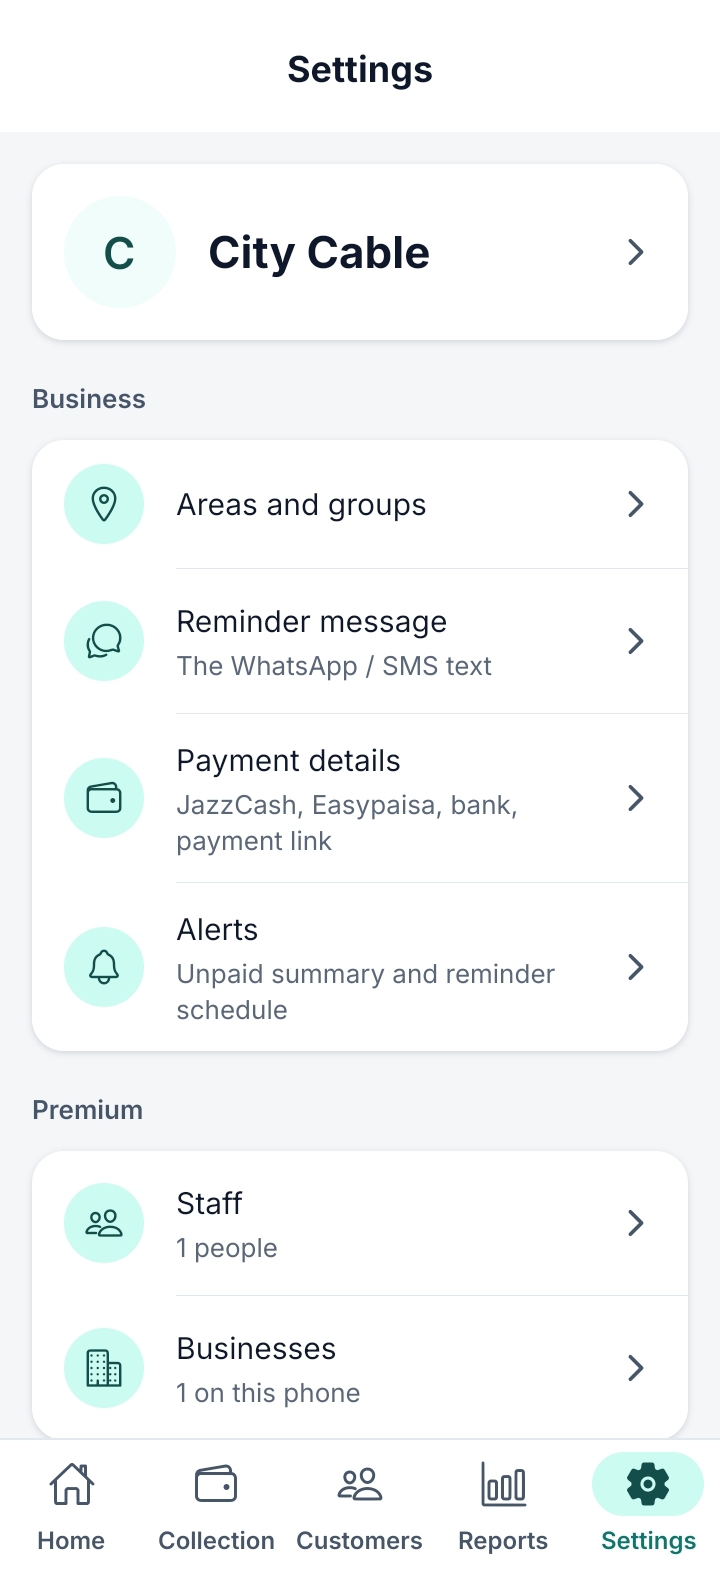 Settings
C
City Cable
Business
Areas and groups
Reminder message
The WhatsApp / SMS text
Payment details
JazzCash, Easypaisa, bank,
payment link
Alerts
Unpaid summary and reminder
schedule
Premium
Staff
1 people
Businesses
1 on this phone
Home
Collection
Customers
Reports
Settings